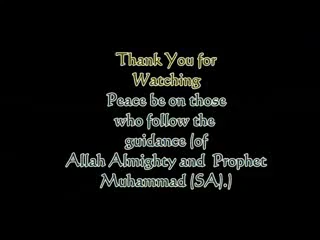 Thank You for
Watching
Peace be on those
who follow the
guidance (of
Allah Almighty and Prophet
Muhammad (SA).)